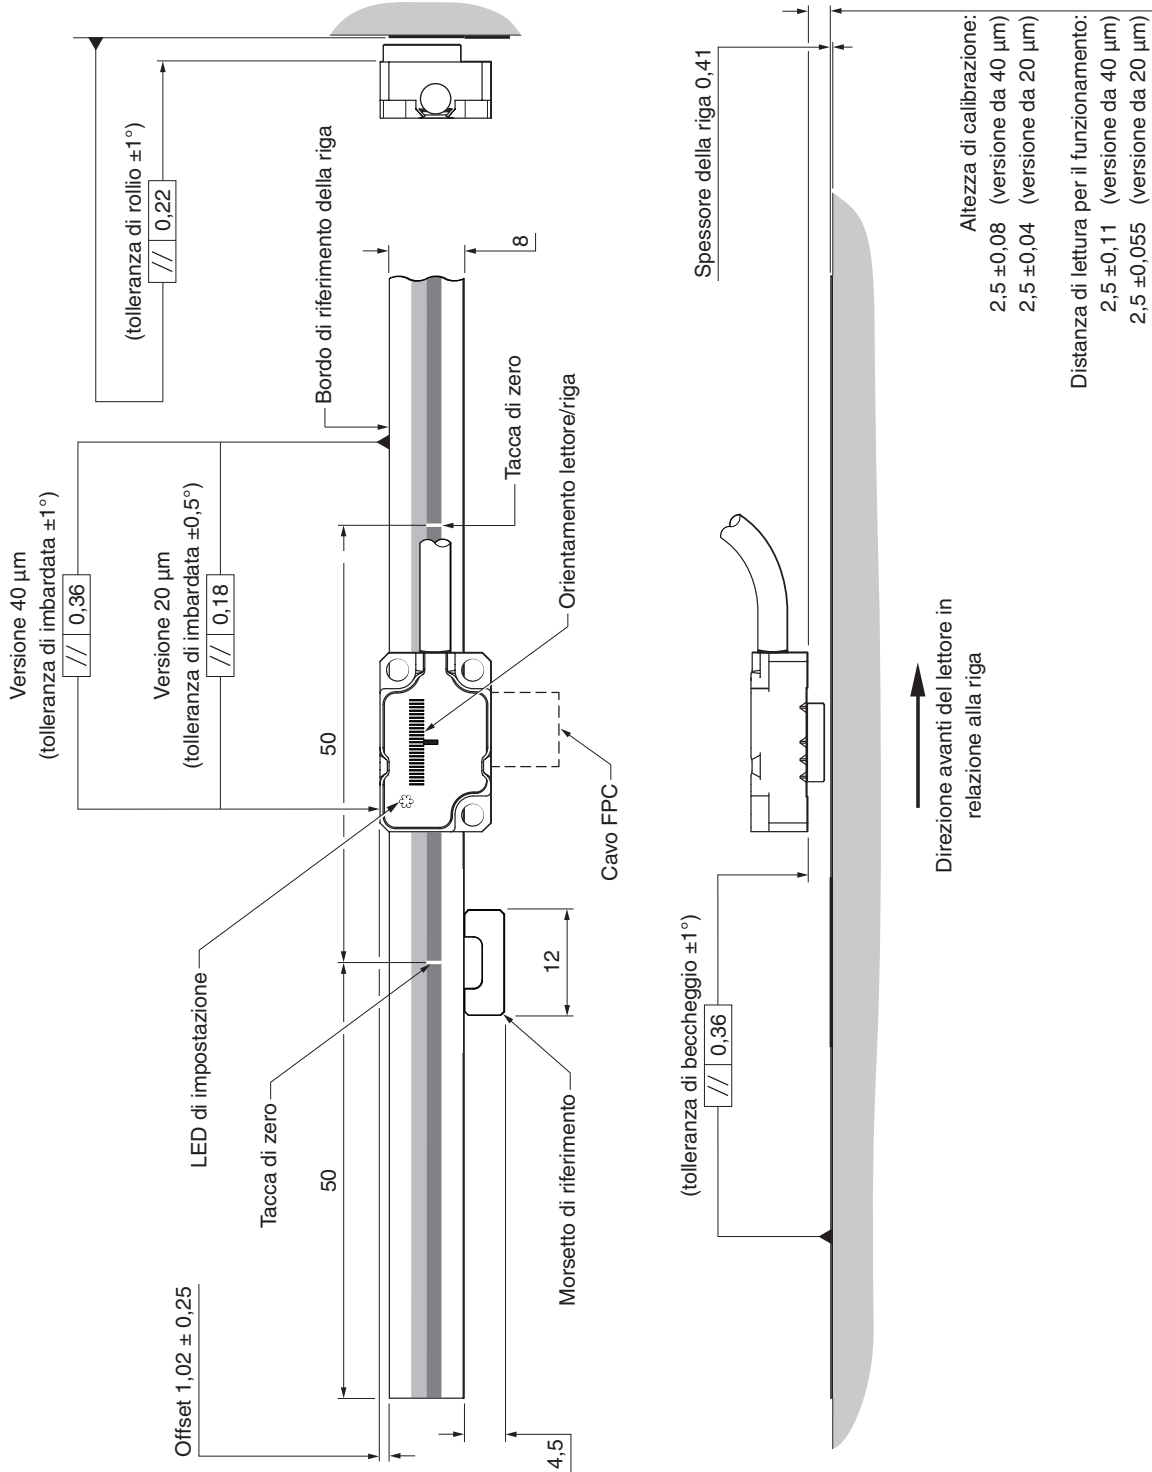 Versione 40 µm
(tolleranza di imbardata ±1°)
// 0,36
Versione 20 µm
(tolleranza di imbardata ±0,5°)
// 0,18
(tolleranza di rollio ±1°)
// 0,22
Offset 1,02 ± 0,25
LED di impostazione
Tacca di zero
Bordo di riferimento della riga
50
50
8
Tacca di zero
Orientamento lettore/riga
12
4,5
Morsetto di riferimento
Cavo FPC
Spessore della riga 0,41
(tolleranza di beccheggio ±1°)
// 0,36
Direzione avanti del lettore in
relazione alla riga
Altezza di calibrazione:
2,5 ±0,08 (versione da 40 µm)
2,5 ±0,04 (versione da 20 µm)
Distanza di lettura per il funzionamento:
2,5 ±0,11 (versione da 40 µm)
2,5 ±0,055 (versione da 20 µm)